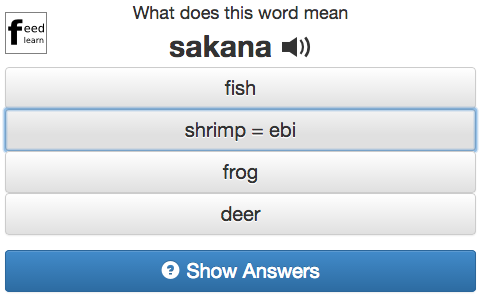 feed
learn
What does this word mean
sakana
fish
shrimp = ebi
frog
deer
? Show Answers